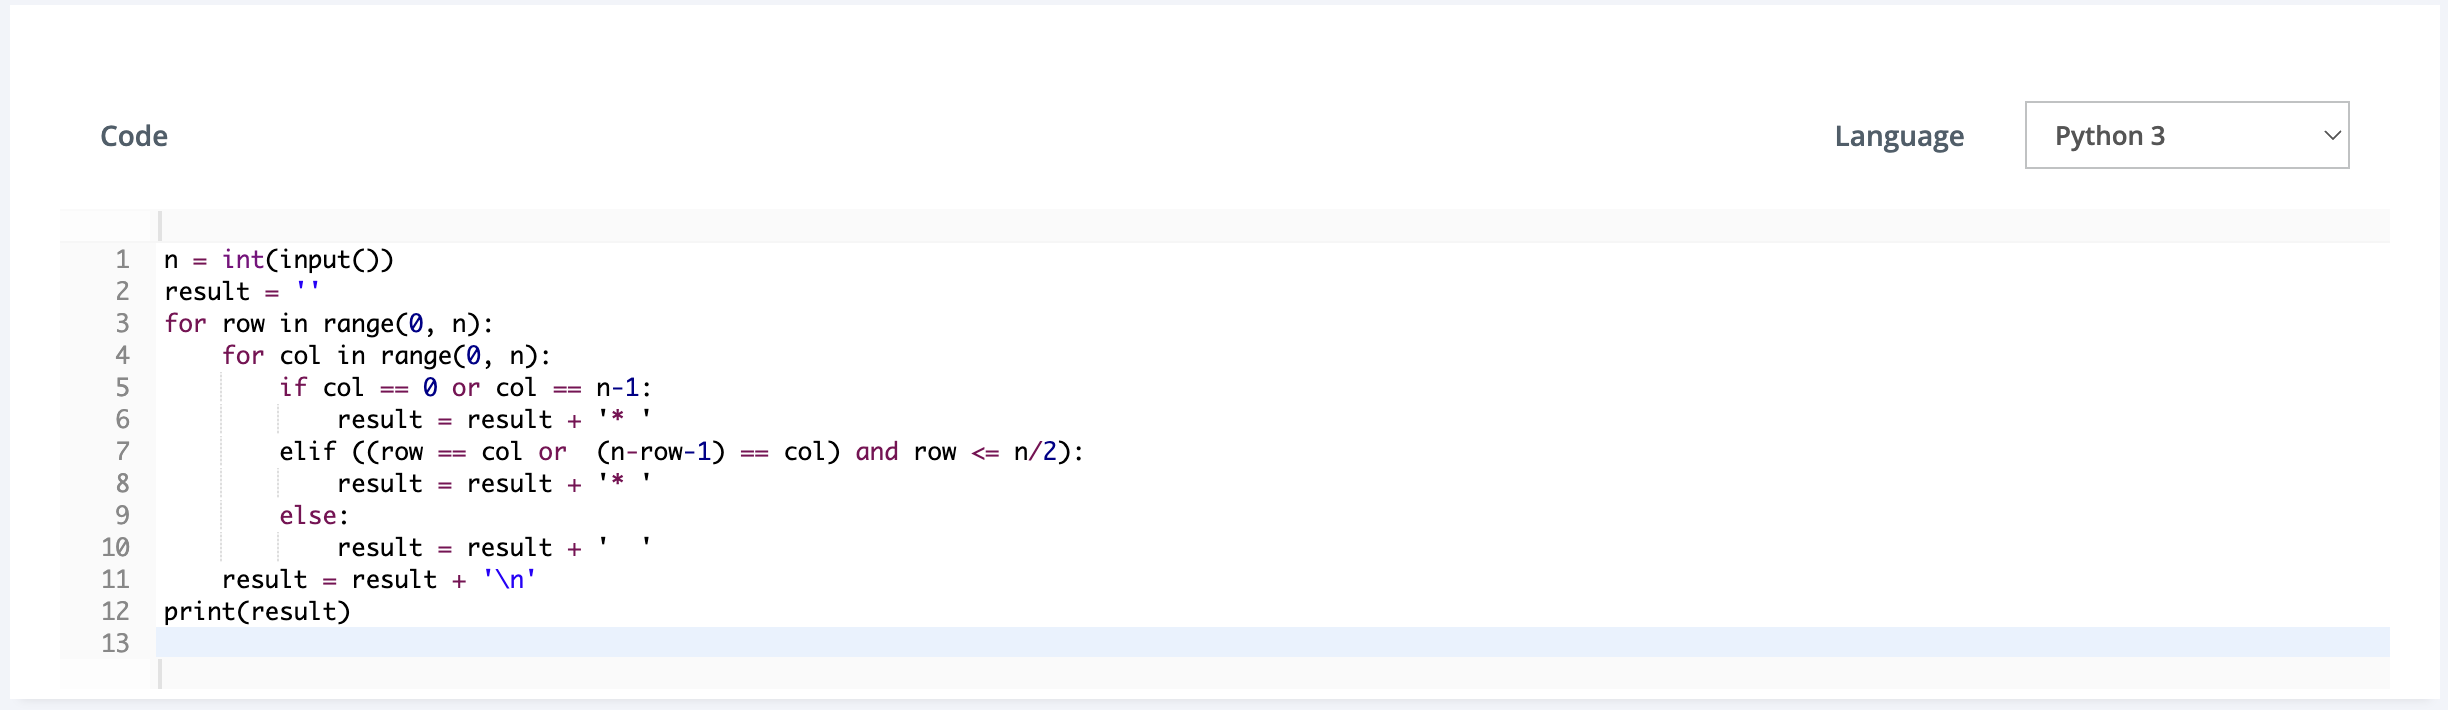 Code
Language
Python 3
1 n = int(input())
2 result = ''
3 for row in range(0, n):
4     for col in range(0, n):
5         if col == 0 or col == n-1:
6             result = result + '* '
7         elif ((row == col or  (n-row-1) == col) and row <= n/2):
8             result = result + '* '
9         else:
10             result = result + '  '
11     result = result + '\n'
12 print(result)
13